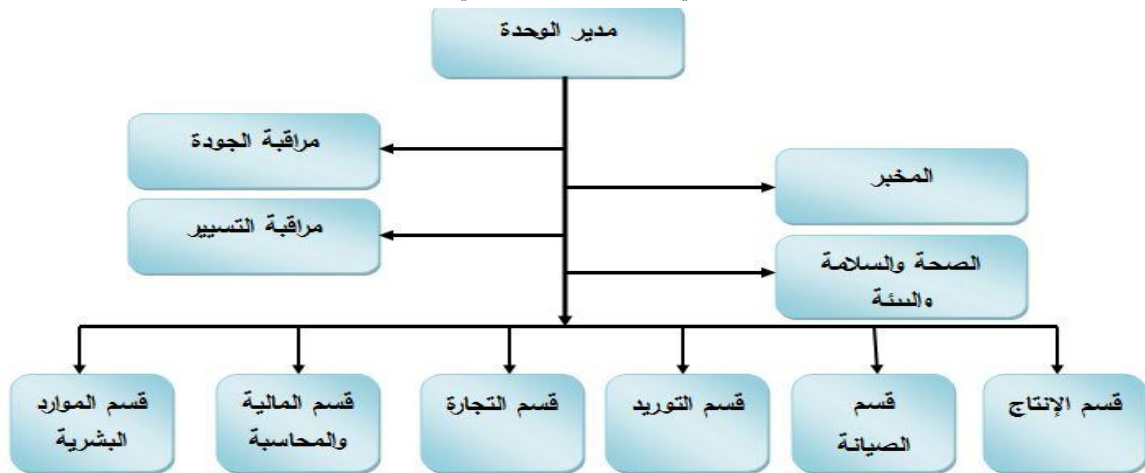 مدير الوحدة
مراقبة الجودة
المخبر
مراقبة التسيير
الصحة والسلامة
والبيئة
قسم الإنتاج
قسم
الصيانة
قسم التوريد
قسم التجارة
قسم المالية
والمحاسبة
قسم الموارد
البشرية